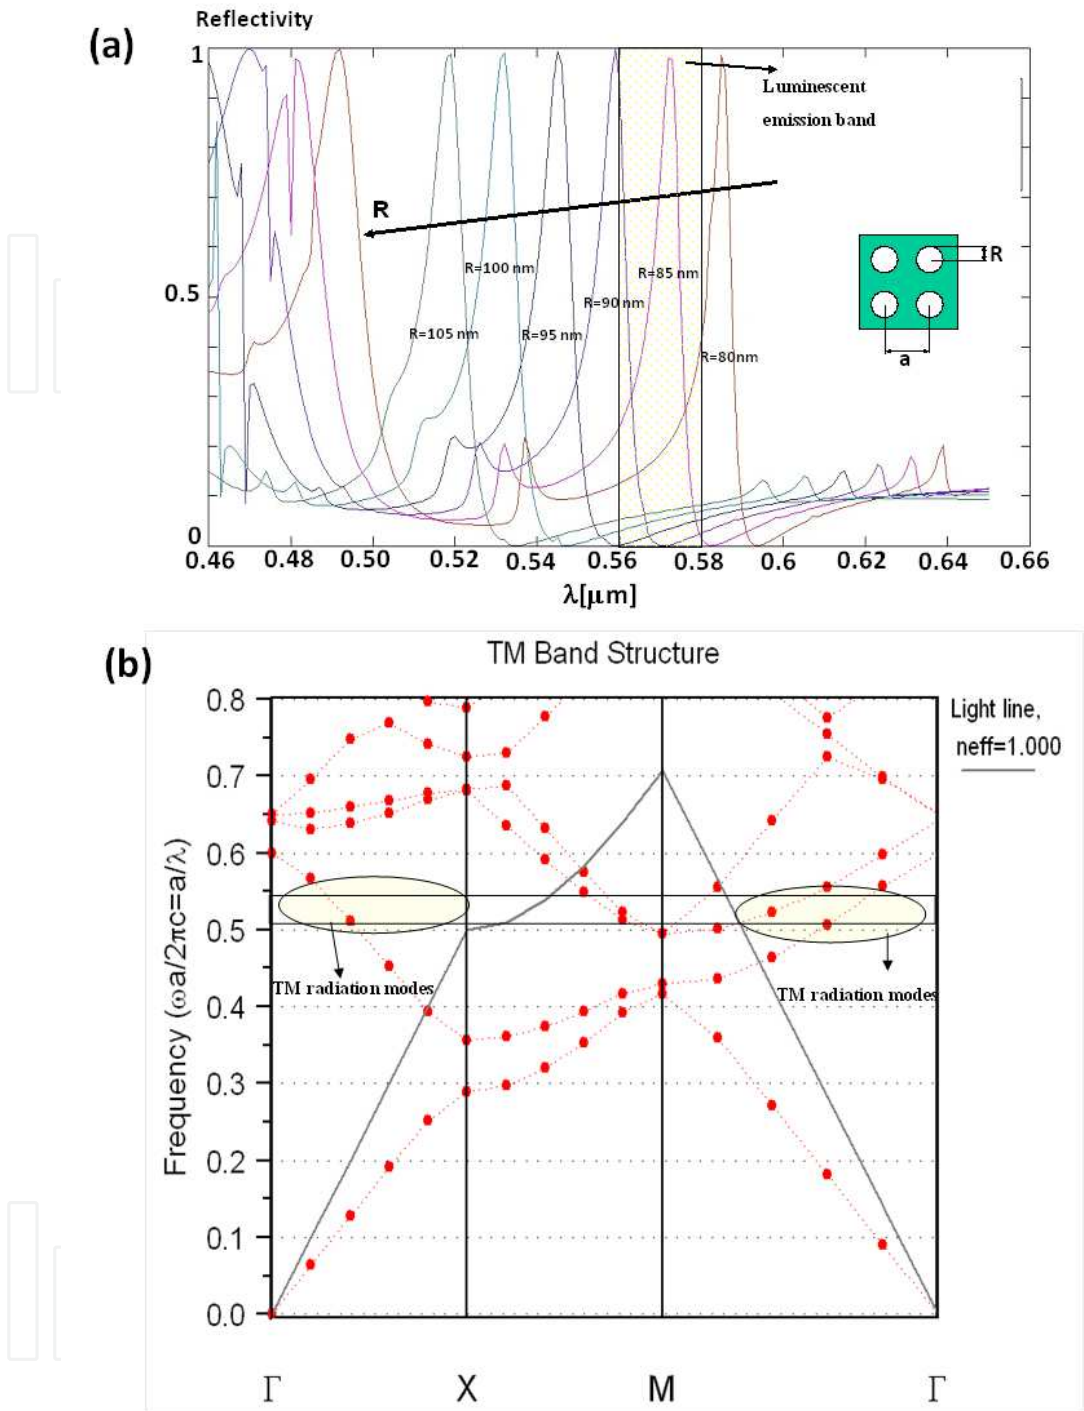 Reflectivity
(a)
1
Luminescent
emission band
R
R=100 nm
R=85 nm
R
0.5
R=90 nm
R=105 nm
R=95 nm
R=80nm
a
0
0.46
0.48
0.50
0.52
0.54
0.56
0.58
0.6
0.62
0.64
0.66
λ[μm]
(b)
TM Band Structure
0.8
Light line,
neff=1.000
0.7
0.6
0.5
TM radiation modes
TM radiation modes
0.4
0.3
0.2
0.1
0.0
Frequency (ωa/2πc=a/λ)
Γ
X
M
Γ